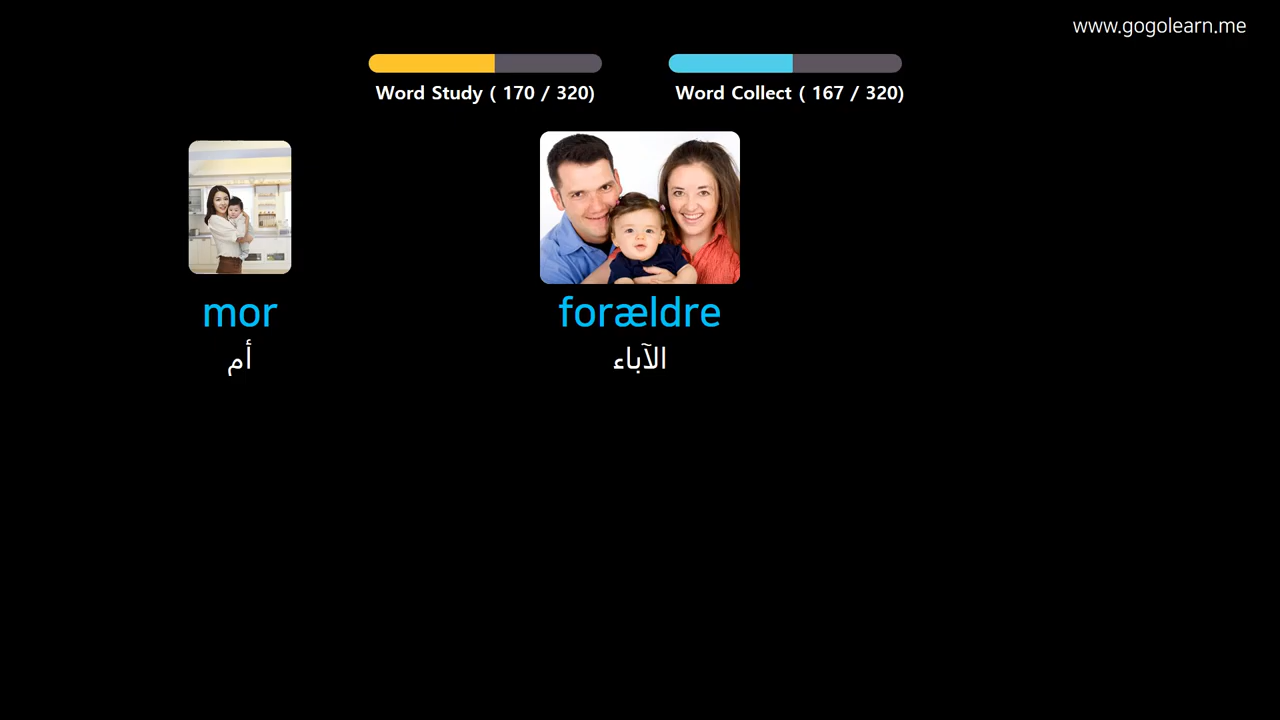 www.gogolearn.me
Word Study ( 170 / 320)
Word Collect ( 167 / 320)
mor
forældre
أم
الآباء